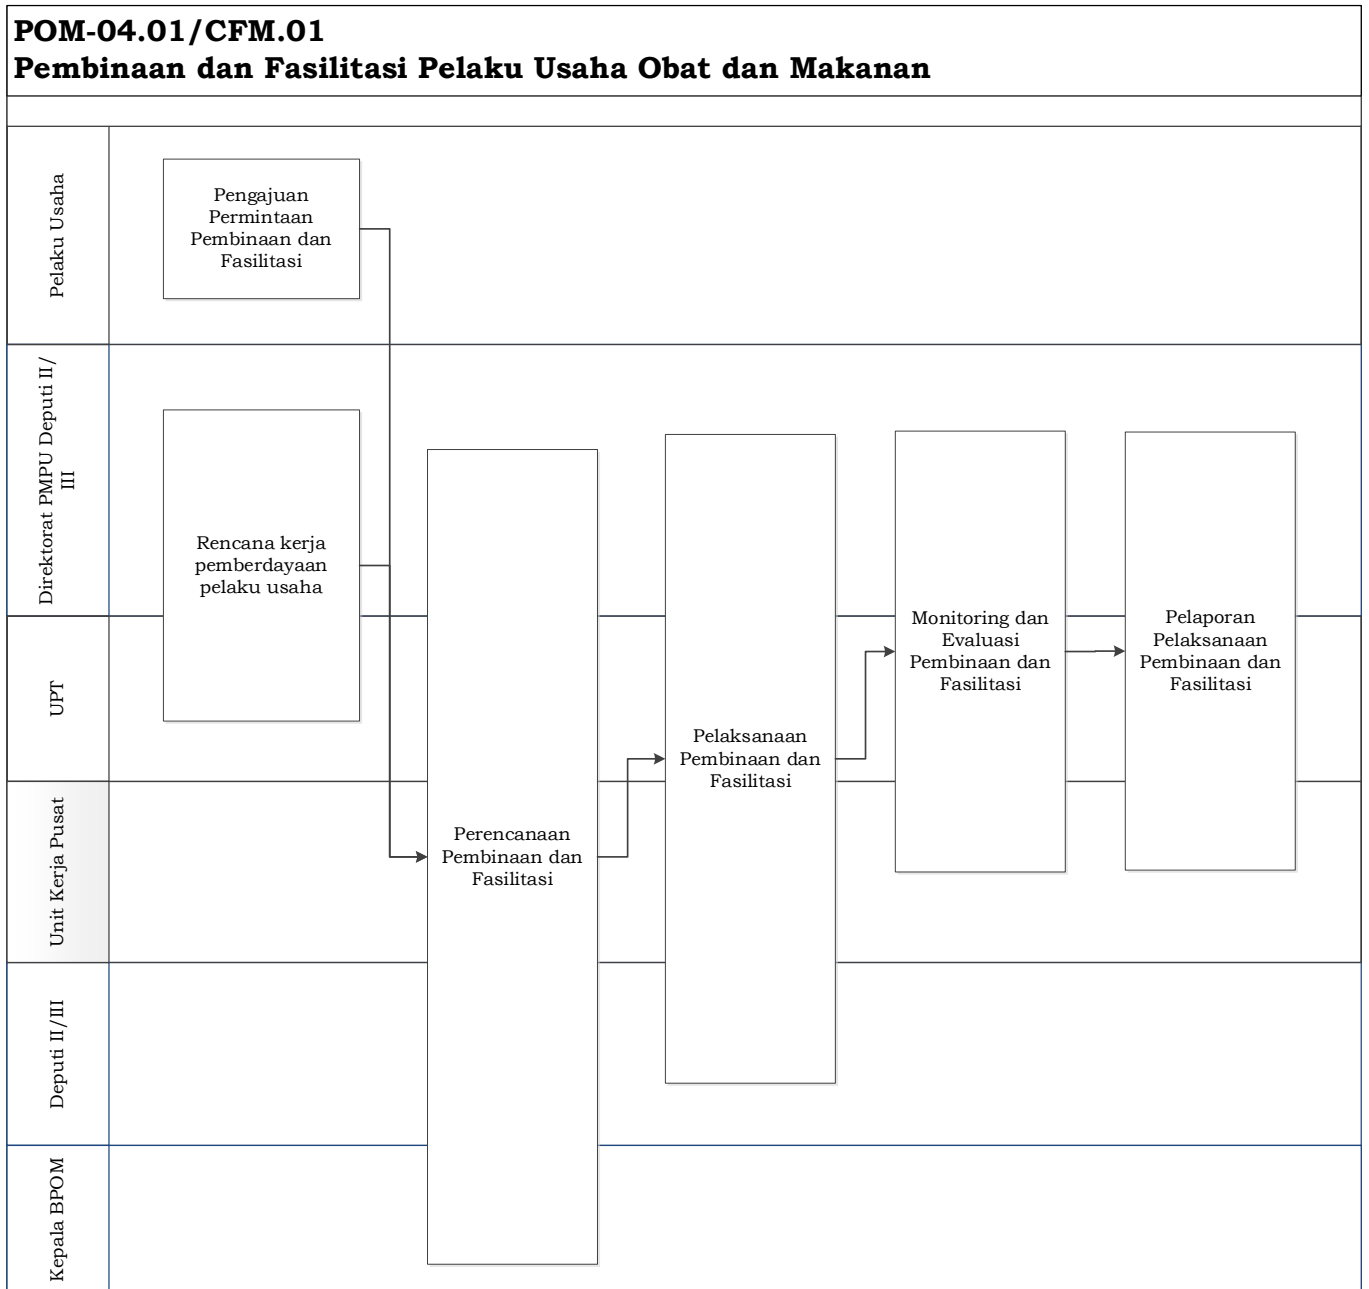 POM-04.01/CFM.01
Pembinaan dan Fasilitasi Pelaku Usaha Obat dan Makanan
Pelaku Usaha
Pengajuan
Permintaan
Pembinaan dan
Fasilitasi
Direktorat PMPU Deputi II/
III
Rencana kerja
pemberdayaan
pelaku usaha
UPT
Unit Kerja Pusat
Perencanaan
Pembinaan dan
Fasilitasi
Pelaksanaan
Pembinaan dan
Fasilitasi
Monitoring dan
Evaluasi
Pembinaan dan
Fasilitasi
Pelaporan
Pelaksanaan
Pembinaan dan
Fasilitasi
Deputi II/III
Kepala BPOM